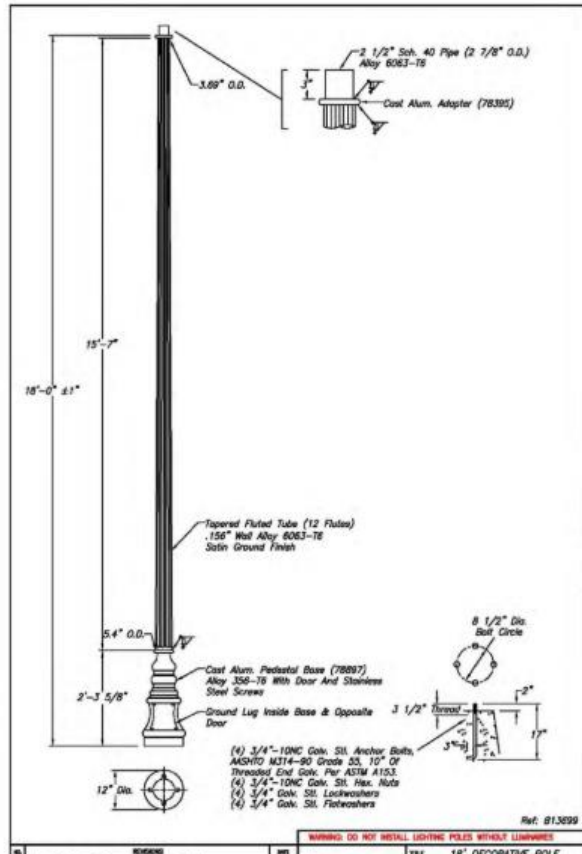 2 1/2" Sch. 40 Pipe (2 7/8" O.D.)
Alloy 6063-T6
3.69" O.D.
3"
Cast Alum. Adapter (78395)
15'-7"
18'-0" ±1"
Tapered Fluted Tube (12 Flutes)
.156" Wall Alloy 6063-T6
Satin Ground Finish
5.4" O.D.
8 1/2" Dia.
Bolt Circle
Cast Alum. Pedestal Base (78897)
Alloy 356-T6 With Door And Stainless
Steel Screws
2'-3 5/8"
2"
3 1/2" Thread
Ground Lug Inside Base & Opposite
Door
3"
17"
(4) 3/4"-10NC Galv. Stl. Anchor Bolts,
AASHTO M314-90 Grade 55, 10" Of
Threaded End Galv. Per ASTM A153.
(4) 3/4"-10NC Galv. Stl. Hex. Nuts
(4) 3/4" Galv. Stl. Lockwashers
(4) 3/4" Galv. Stl. Flatwashers
12" Dia.
Ref: B13699
WARNING: DO NOT INSTALL LIGHTING POLES WITHOUT LUMINAIRES
REVISIONS
18' DECORATIVE POLE